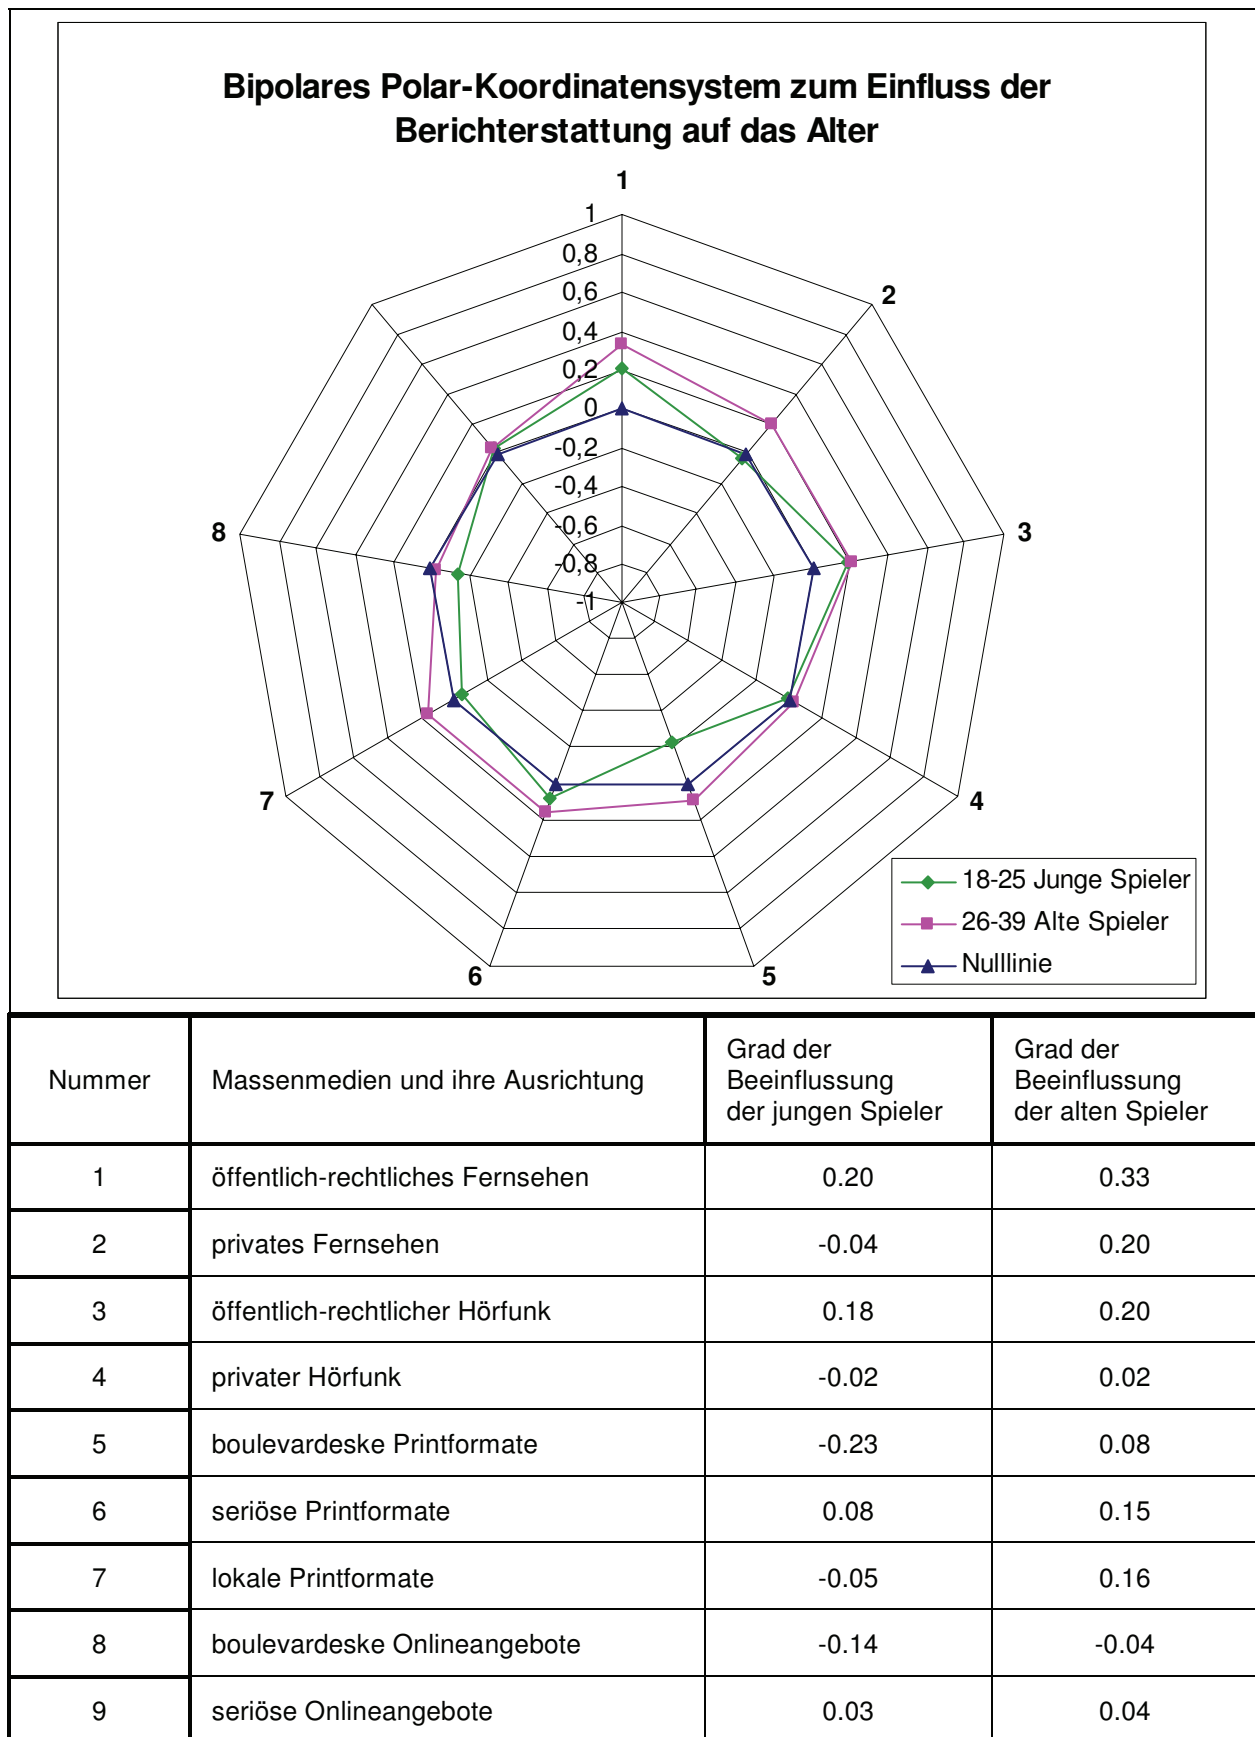 Bipolares Polar-Koordinatensystem zum Einfluss der
Berichterstattung auf das Alter
1
1
0,8
0,6
0,4
0,2
0
-0,2
-0,4
-0,6
-0,8
-1
2
3
4
5
6
7
8
18-25 Junge Spieler
26-39 Alte Spieler
Nulllinie
Nummer
Massenmedien und ihre Ausrichtung
Grad der
Beeinflussung
der jungen Spieler
Grad der
Beeinflussung
der alten Spieler
1 öffentlich-rechtliches Fernsehen 0.20 0.33
2 privates Fernsehen -0.04 0.20
3 öffentlich-rechtlicher Hörfunk 0.18 0.20
4 privater Hörfunk -0.02 0.02
5 boulevardeske Printformate -0.23 0.08
6 seriöse Printformate 0.08 0.15
7 lokale Printformate -0.05 0.16
8 boulevardeske Onlineangebote -0.14 -0.04
9 seriöse Onlineangebote 0.03 0.04